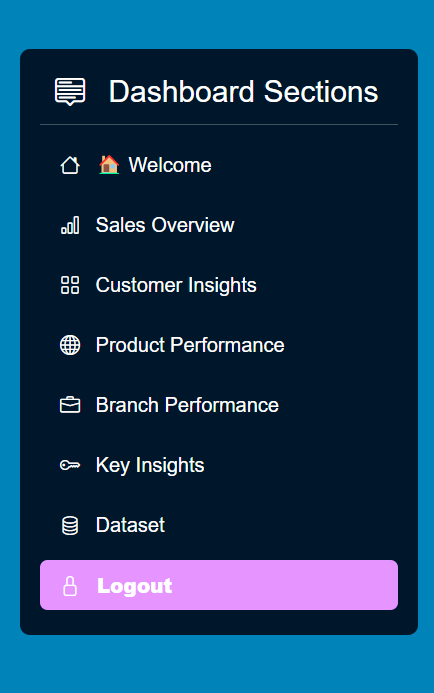 Dashboard Sections
🏠 Welcome
Sales Overview
Customer Insights
Product Performance
Branch Performance
Key Insights
Dataset
Logout